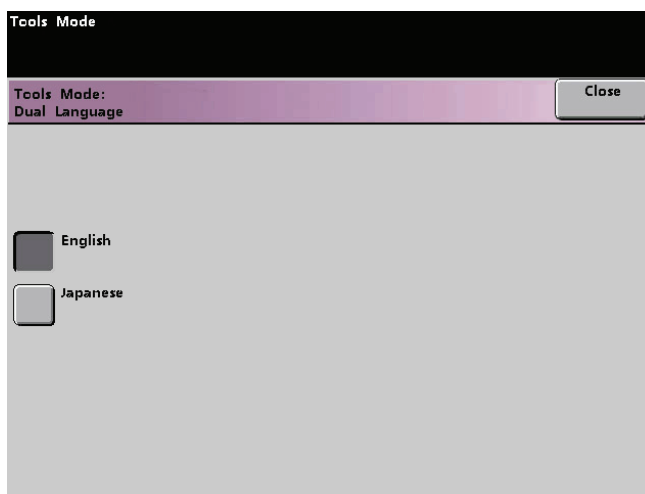 Tools Mode
Tools Mode:
Dual Language
Close
English
Japanese